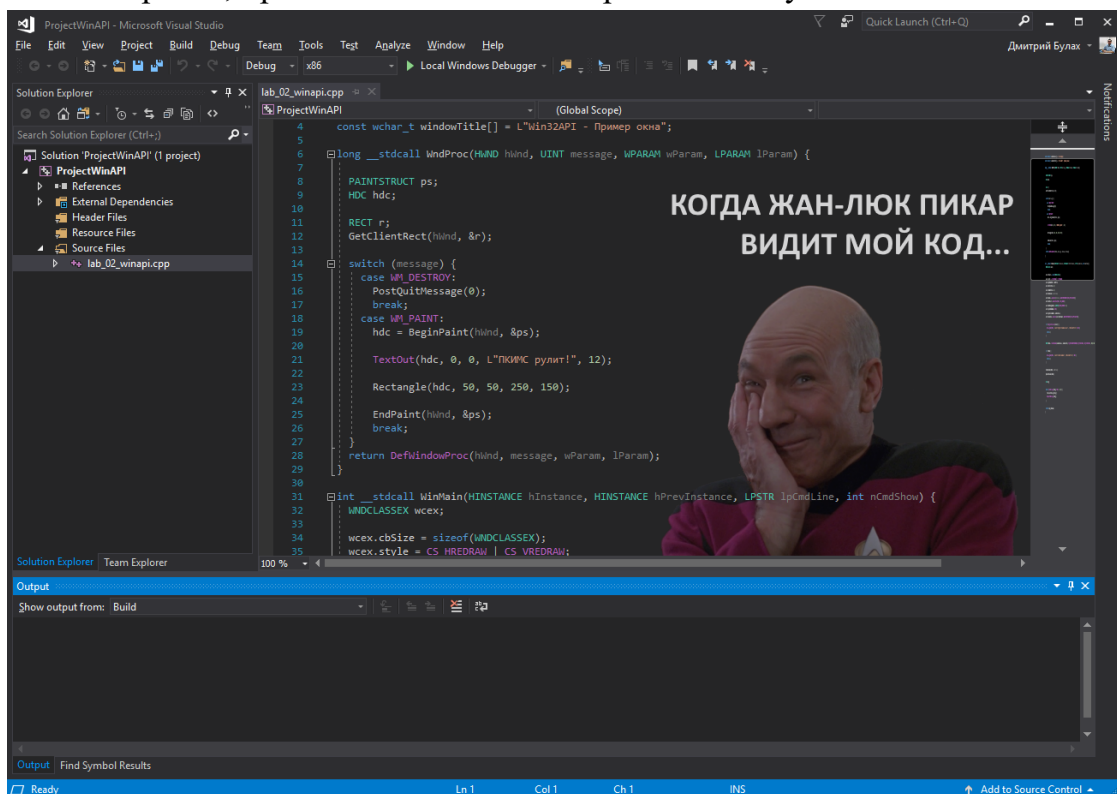 ProjectWinAPI - Microsoft Visual Studio
Quick Launch (Ctrl+Q)
File Edit View Project Build Debug Team Tools Test Analyze Window Help
Дмитрий Булах
Debug x86 Local Windows Debugger
Solution Explorer
Search Solution Explorer (Ctrl+;)
Solution 'ProjectWinAPI' (1 project)
ProjectWinAPI
References
External Dependencies
Header Files
Resource Files
Source Files
lab_02_winapi.cpp
Solution Explorer Team Explorer
lab_02_winapi.cpp
ProjectWinAPI (Global Scope)
4 const wchar_t windowTitle[] = L"Win32API - Пример окна";
5
6 long __stdcall WndProc(HWND hWnd, UINT message, WPARAM wParam, LPARAM lParam) {
7
8 PAINTSTRUCT ps;
9 HDC hdc;
10
11 RECT r;
12 GetClientRect(hWnd, &r);
13
14 switch (message) {
15 case WM_DESTROY:
16 PostQuitMessage(0);
17 break;
18 case WM_PAINT:
19 hdc = BeginPaint(hWnd, &ps);
20
21 TextOut(hdc, 0, 0, L"ПКИМС рулит!", 12);
22
23 Rectangle(hdc, 50, 50, 250, 150);
24
25 EndPaint(hWnd, &ps);
26 break;
27 }
28 return DefWindowProc(hWnd, message, wParam, lParam);
29 }
30
31 int __stdcall WinMain(HINSTANCE hInstance, HINSTANCE hPrevInstance, LPSTR lpCmdLine, int nCmdShow) {
32 WNDCLASSEX wcex;
33
34 wcex.cbSize = sizeof(WNDCLASSEX);
35 wcex.style = CS_HREDRAW | CS_VREDRAW;
100 %
КОГДА ЖАН-ЛЮК ПИКАР
ВИДИТ МОЙ КОД...
Notifications
Output
Show output from: Build
Output Find Symbol Results
Ready Ln 1 Col 1 Ch 1 INS Add to Source Control